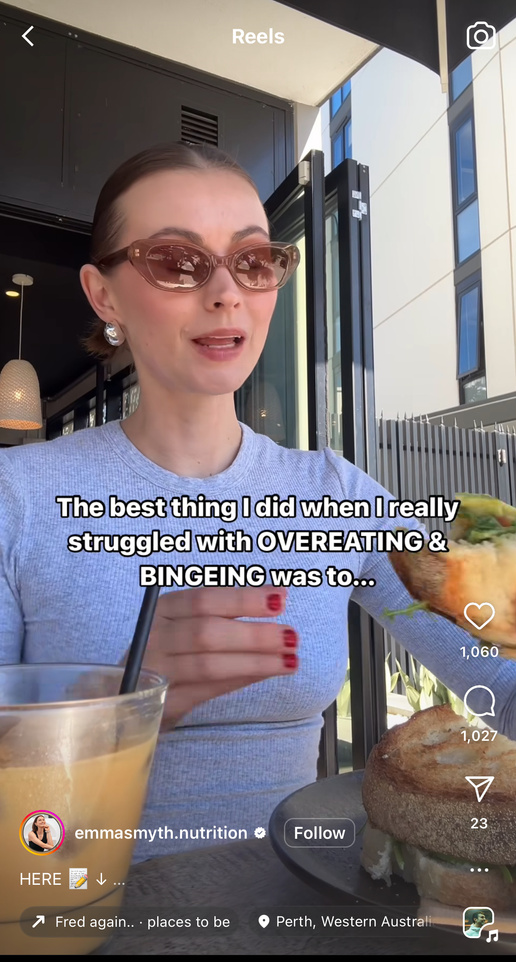 Reels
The best thing I did when I really
struggled with OVEREATING &
BINGEING was to...
1,060
1,027
23
emmasmyth.nutrition
Follow
HERE 📝 ↓ ...
Fred again.. · places to be
Perth, Western Australi